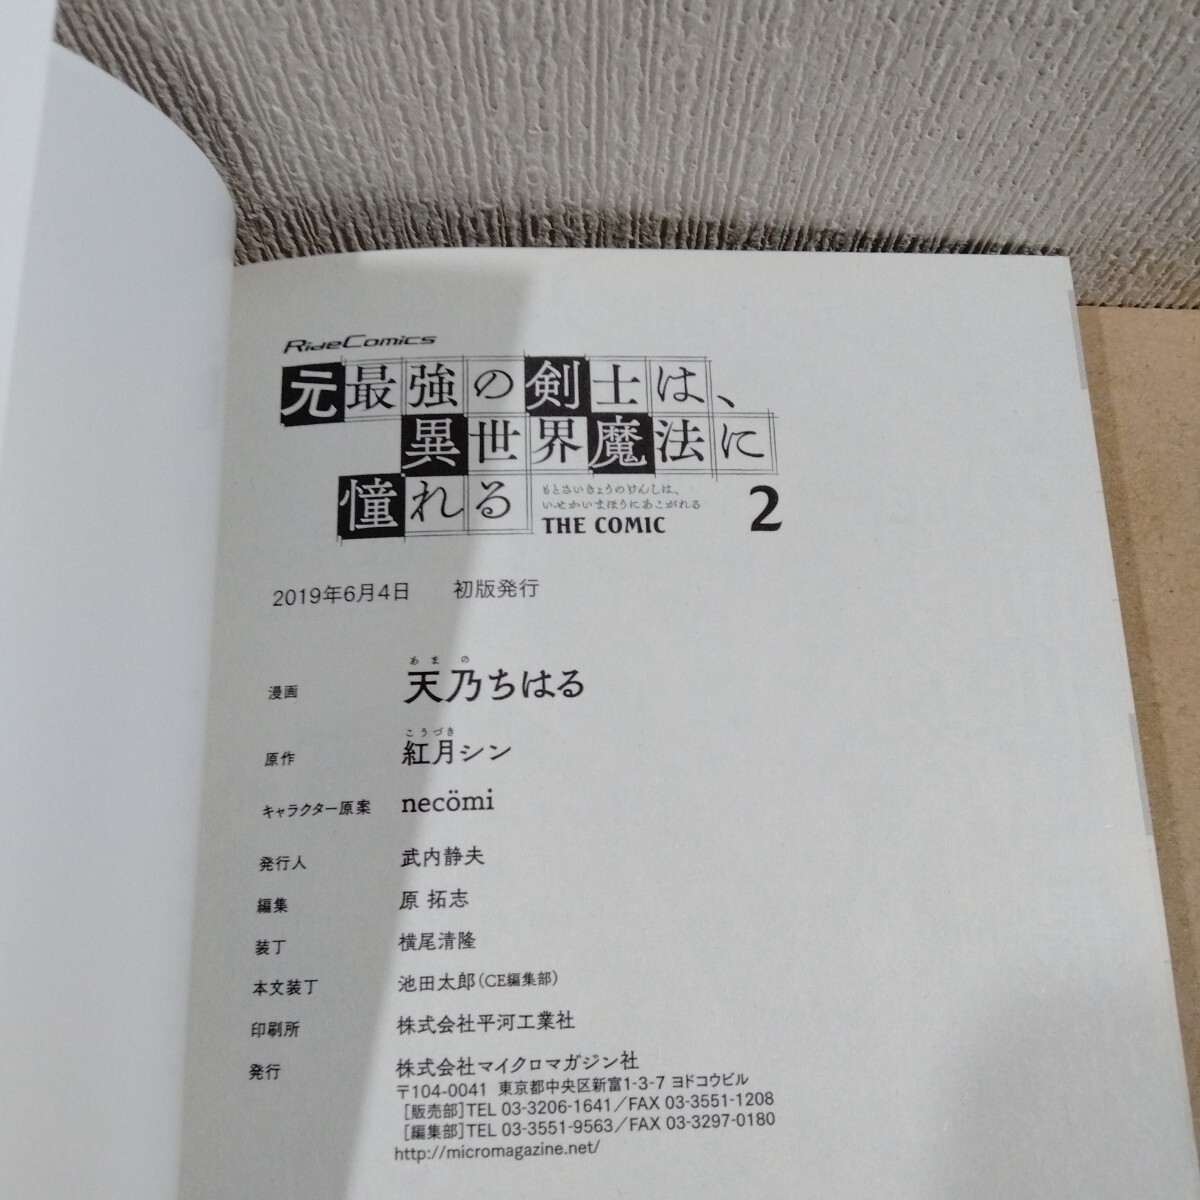 RideComics
元最強の剣士は、
異世界魔法に
憧れる
もとさいきょうのけんしは、
いせかいまほうにあこがれる
THE COMIC 2
2019年6月4日 初版発行
あまの
漫画 天乃ちはる
こうづき
原作 紅月シン
キャラクター原案 necömi
発行人 武内静夫
編集 原 拓志
装丁 横尾清隆
本文装丁 池田太郎(CE編集部)
印刷所 株式会社平河工業社
発行 株式会社マイクロマガジン社
〒104-0041 東京都中央区新富1-3-7 ヨドコウビル
[販売部]TEL 03-3206-1641/FAX 03-3551-1208
[編集部]TEL 03-3551-9563/FAX 03-3297-0180
http://micromagazine.net/